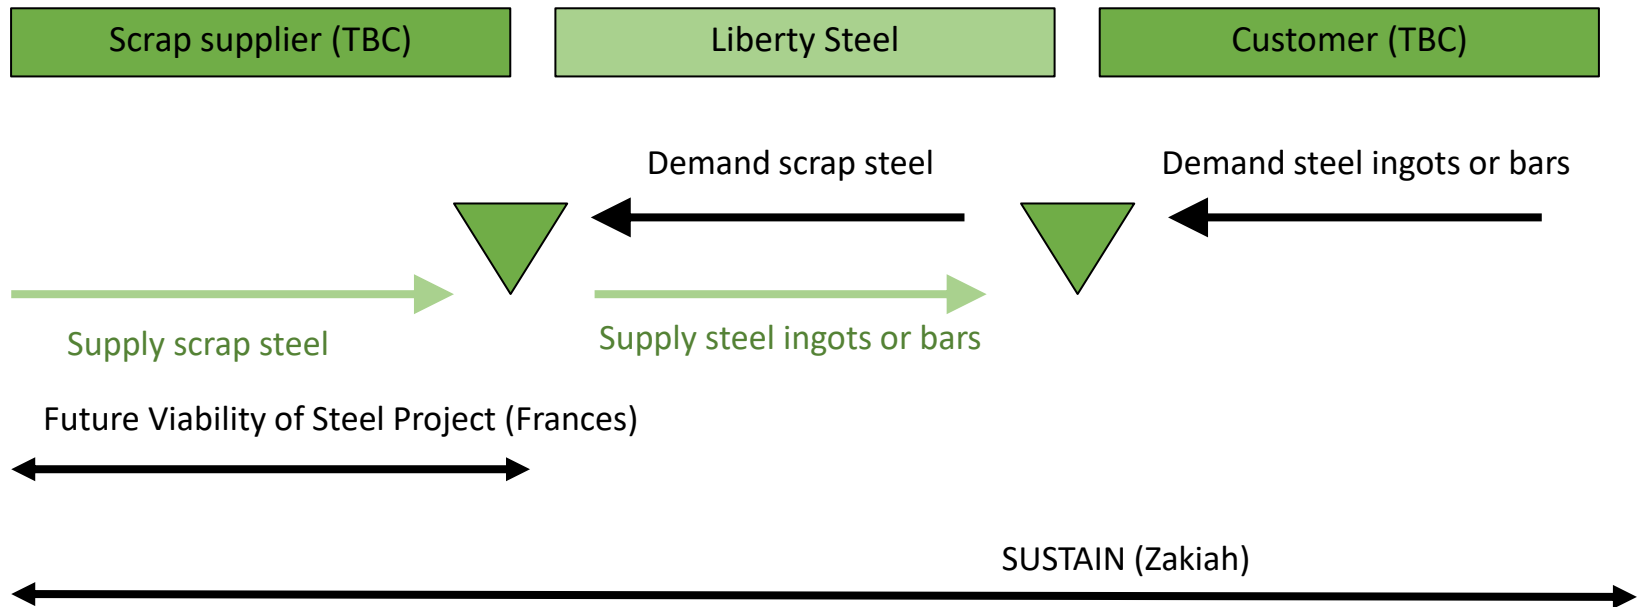 Scrap supplier (TBC)
Liberty Steel
Customer (TBC)
Demand scrap steel
Demand steel ingots or bars
Supply scrap steel
Supply steel ingots or bars
Future Viability of Steel Project (Frances)
SUSTAIN (Zakiah)